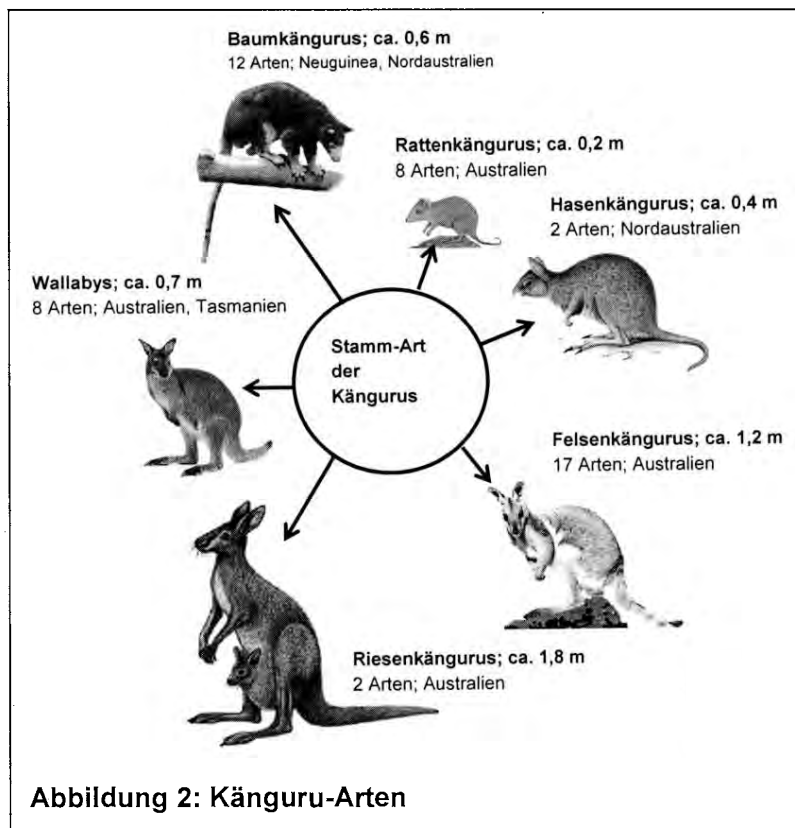 Baumkängurus; ca. 0,6 m
12 Arten; Neuguinea, Nordaustralien
Rattenkängurus; ca. 0,2 m
8 Arten; Australien
Hasenkängurus; ca. 0,4 m
2 Arten; Nordaustralien
Wallabys; ca. 0,7 m
8 Arten; Australien, Tasmanien
Stamm-Art
der
Kängurus
Felsenkängurus; ca. 1,2 m
17 Arten; Australien
Riesenkängurus; ca. 1,8 m
2 Arten; Australien
Abbildung 2: Känguru-Arten